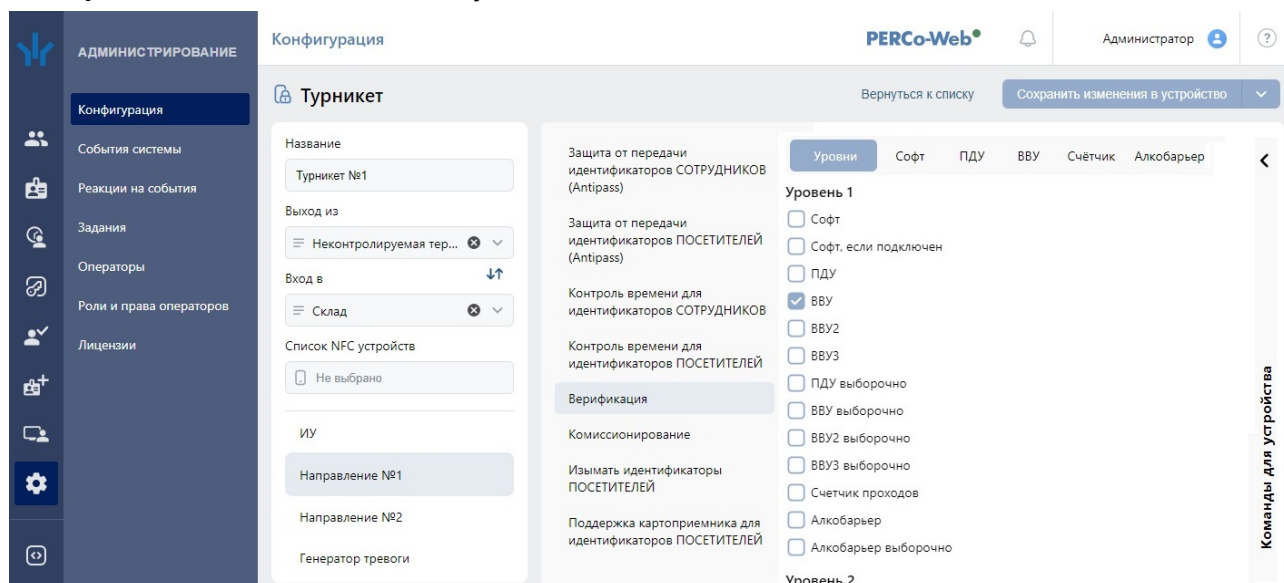 АДМИНИСТРИРОВАНИЕ
Конфигурация
События системы
Реакции на события
Задания
Операторы
Роли и права операторов
Лицензии
Конфигурация
PERCo-Web
Администратор
?
Турникет
Вернуться к списку
Сохранить изменения в устройство
Название
Турникет №1
Выход из
Неконтролируемая тер...
Вход в
Склад
Список NFC устройств
Не выбрано
ИУ
Направление №1
Направление №2
Генератор тревоги
Защита от передачи
идентификаторов СОТРУДНИКОВ
(Antipass)
Защита от передачи
идентификаторов ПОСЕТИТЕЛЕЙ
(Antipass)
Контроль времени для
идентификаторов СОТРУДНИКОВ
Контроль времени для
идентификаторов ПОСЕТИТЕЛЕЙ
Верификация
Комиссионирование
Изымать идентификаторы
ПОСЕТИТЕЛЕЙ
Поддержка картоприемника для
идентификаторов ПОСЕТИТЕЛЕЙ
Уровни Софт ПДУ ВВУ Счётчик Алкобарьер
Уровень 1
Софт
Софт, если подключен
ПДУ
ВВУ
ВВУ2
ВВУ3
ПДУ выборочно
ВВУ выборочно
ВВУ2 выборочно
ВВУ3 выборочно
Счетчик проходов
Алкобарьер
Алкобарьер выборочно
Уровень 2
Команды для устройства